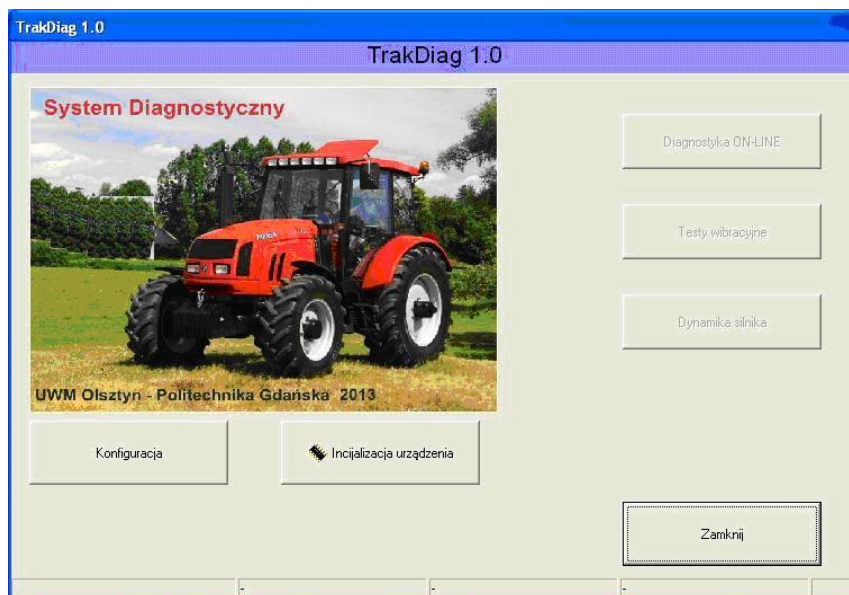 TrakDiag 1.0
TrakDiag 1.0
System Diagnostyczny
UWM Olsztyn - Politechnika Gdańska 2013
Diagnostyka ON-LINE
Testy wibracyjne
Dynamika silnika
Konfiguracja
Incijalizacja urządzenia
Zamknij
- - -